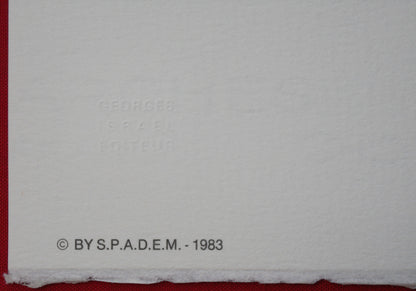 GEORGES
ISRAEL
EDITEUR
© BY S.P.A.D.E.M. - 1983